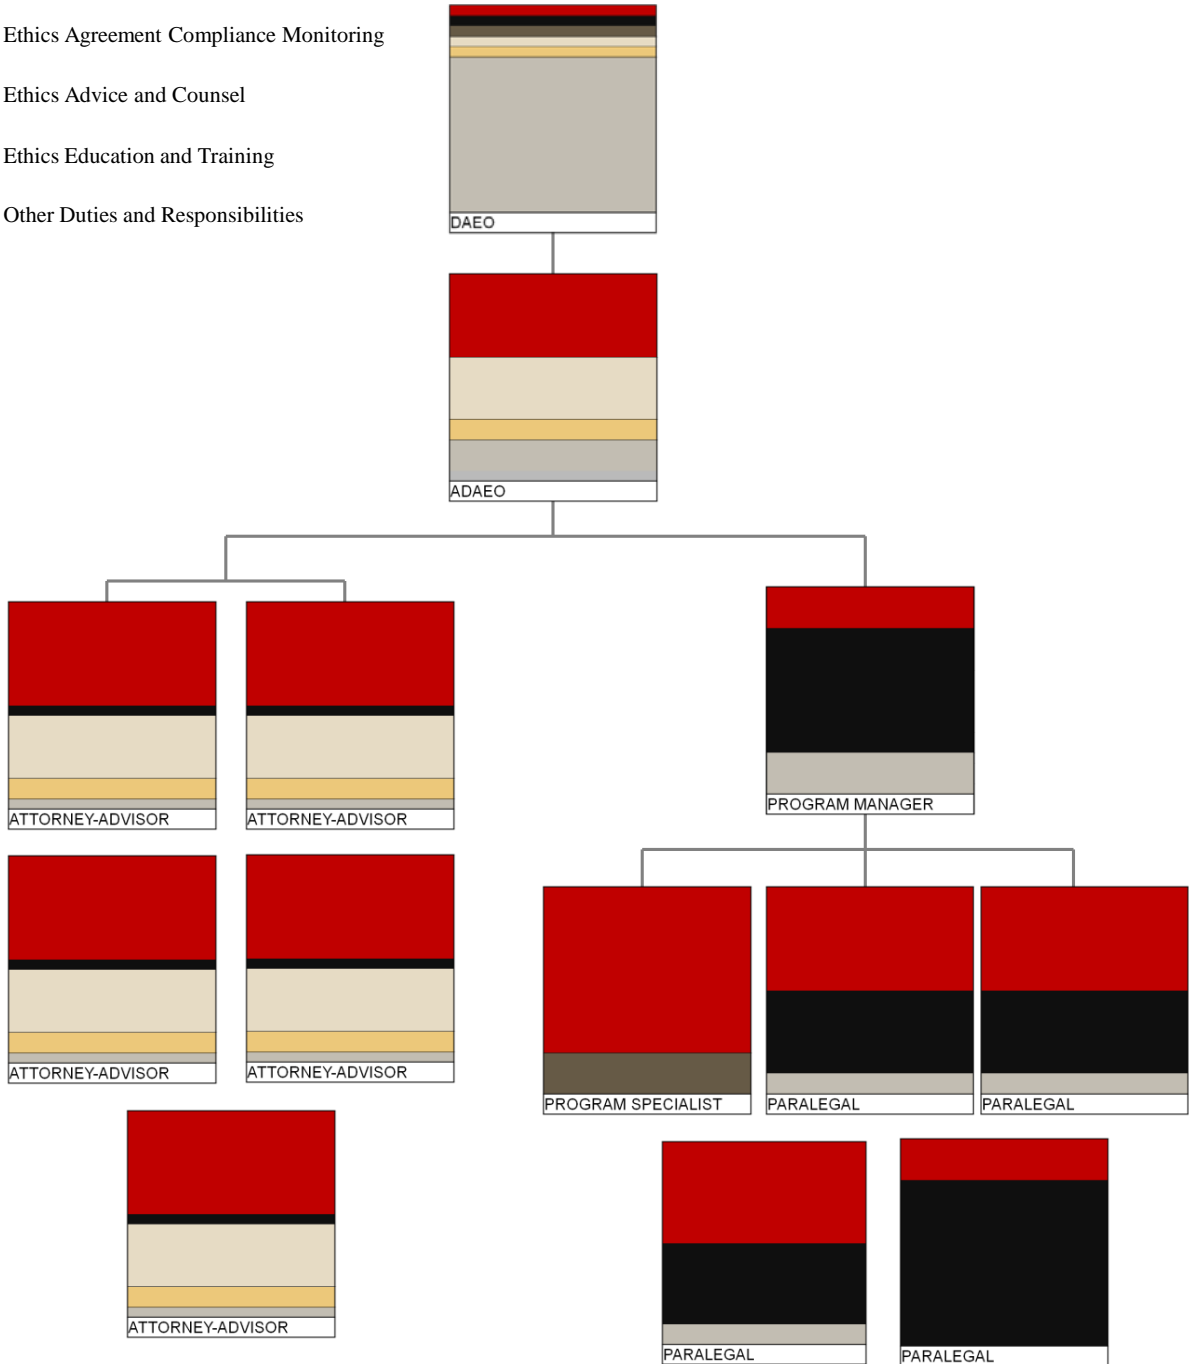 Ethics Agreement Compliance Monitoring
Ethics Advice and Counsel
Ethics Education and Training
Other Duties and Responsibilities
DAEO
ADAEO
ATTORNEY-ADVISOR
ATTORNEY-ADVISOR
PROGRAM MANAGER
ATTORNEY-ADVISOR
ATTORNEY-ADVISOR
PROGRAM SPECIALIST
PARALEGAL
PARALEGAL
ATTORNEY-ADVISOR
PARALEGAL
PARALEGAL